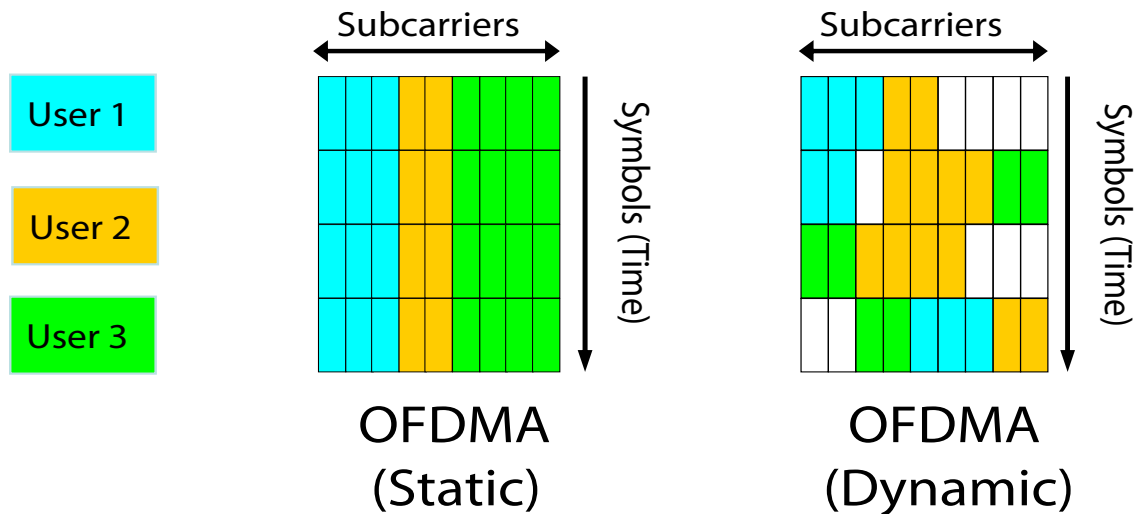 Subcarriers
Subcarriers
User 1
User 2
User 3
Symbols (Time)
Symbols (Time)
OFDMA
(Static)
OFDMA
(Dynamic)